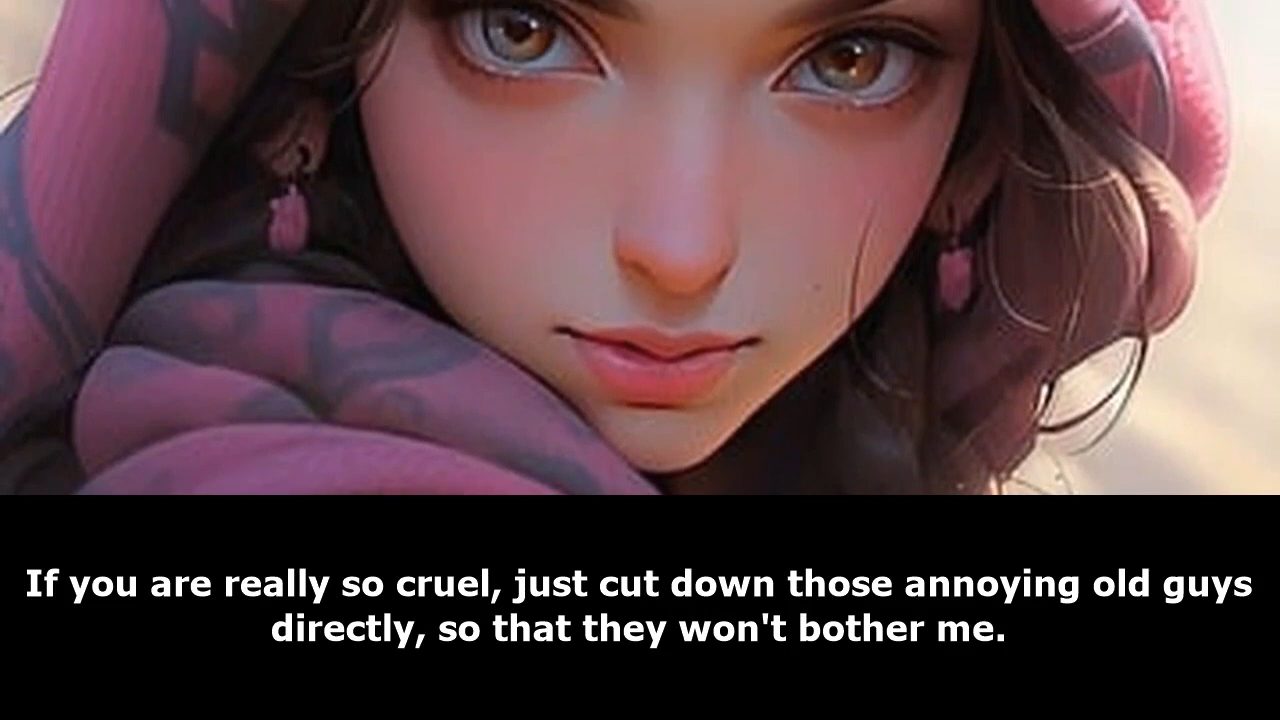 If you are really so cruel, just cut down those annoying old guys
directly, so that they won't bother me.